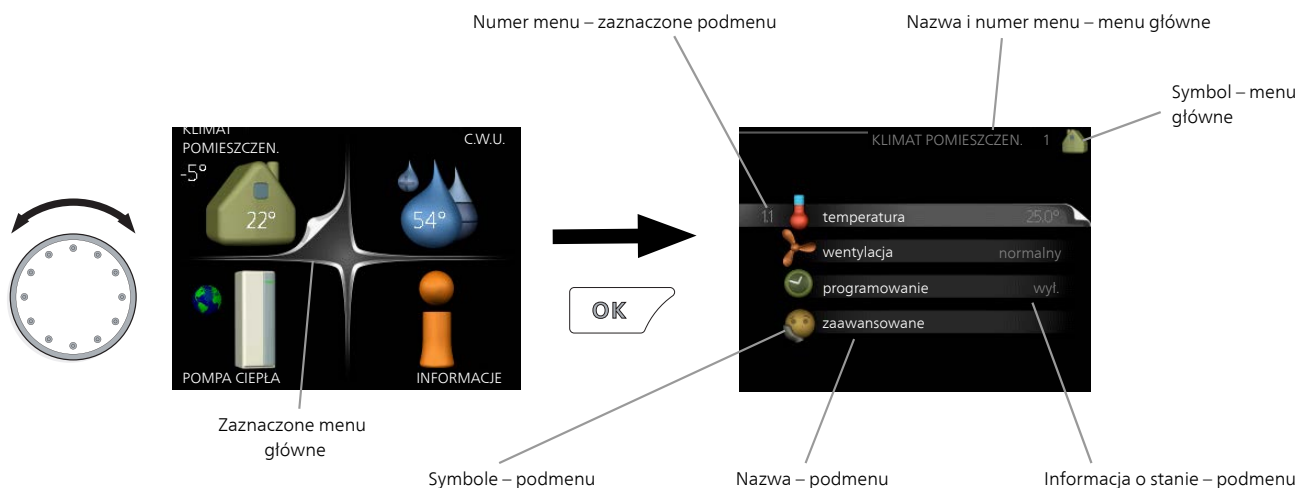 Numer menu – zaznaczone podmenu
Nazwa i numer menu – menu główne
Symbol – menu
główne
KLIMAT
POMIESZCZEN.
-5°
22°
C.W.U.
54°
POMPA CIEPŁA
INFORMACJE
OK
KLIMAT POMIESZCZEN. 1
1.1 temperatura 25.0°
wentylacja normalny
programowanie wył.
zaawansowane
Zaznaczone menu
główne
Symbole – podmenu
Nazwa – podmenu
Informacja o stanie – podmenu